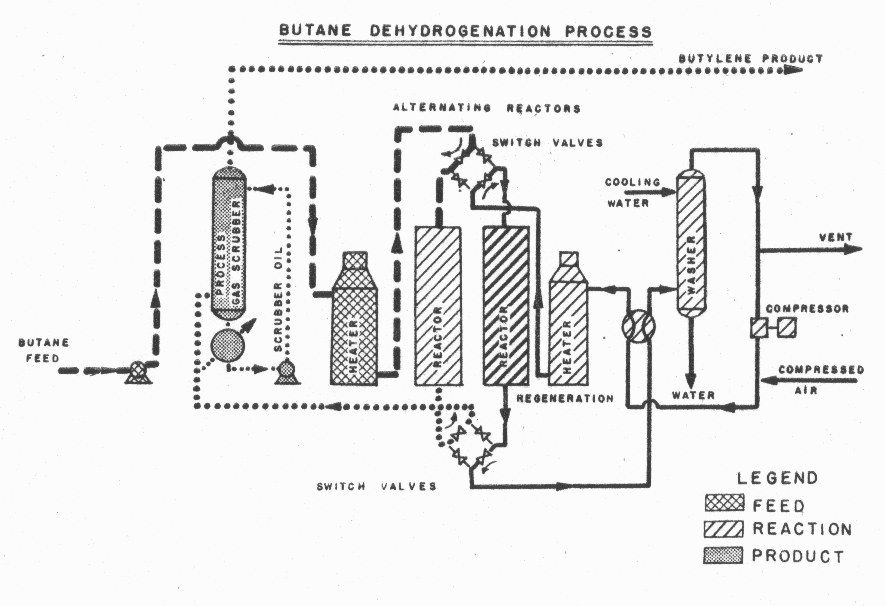 BUTANE DEHYDROGENATION PROCESS
BUTYLENE PRODUCT
ALTERNATING REACTORS
SWITCH VALVES
COOLING
WATER
PROCESS
GAS SCRUBBER
SCRUBBER OIL
HEATER
REACTOR
REACTOR
HEATER
WASHER
VENT
COMPRESSOR
BUTANE
FEED
COMPRESSED
AIR
WATER
REGENERATION
SWITCH VALVES
LEGEND
FEED
REACTION
PRODUCT